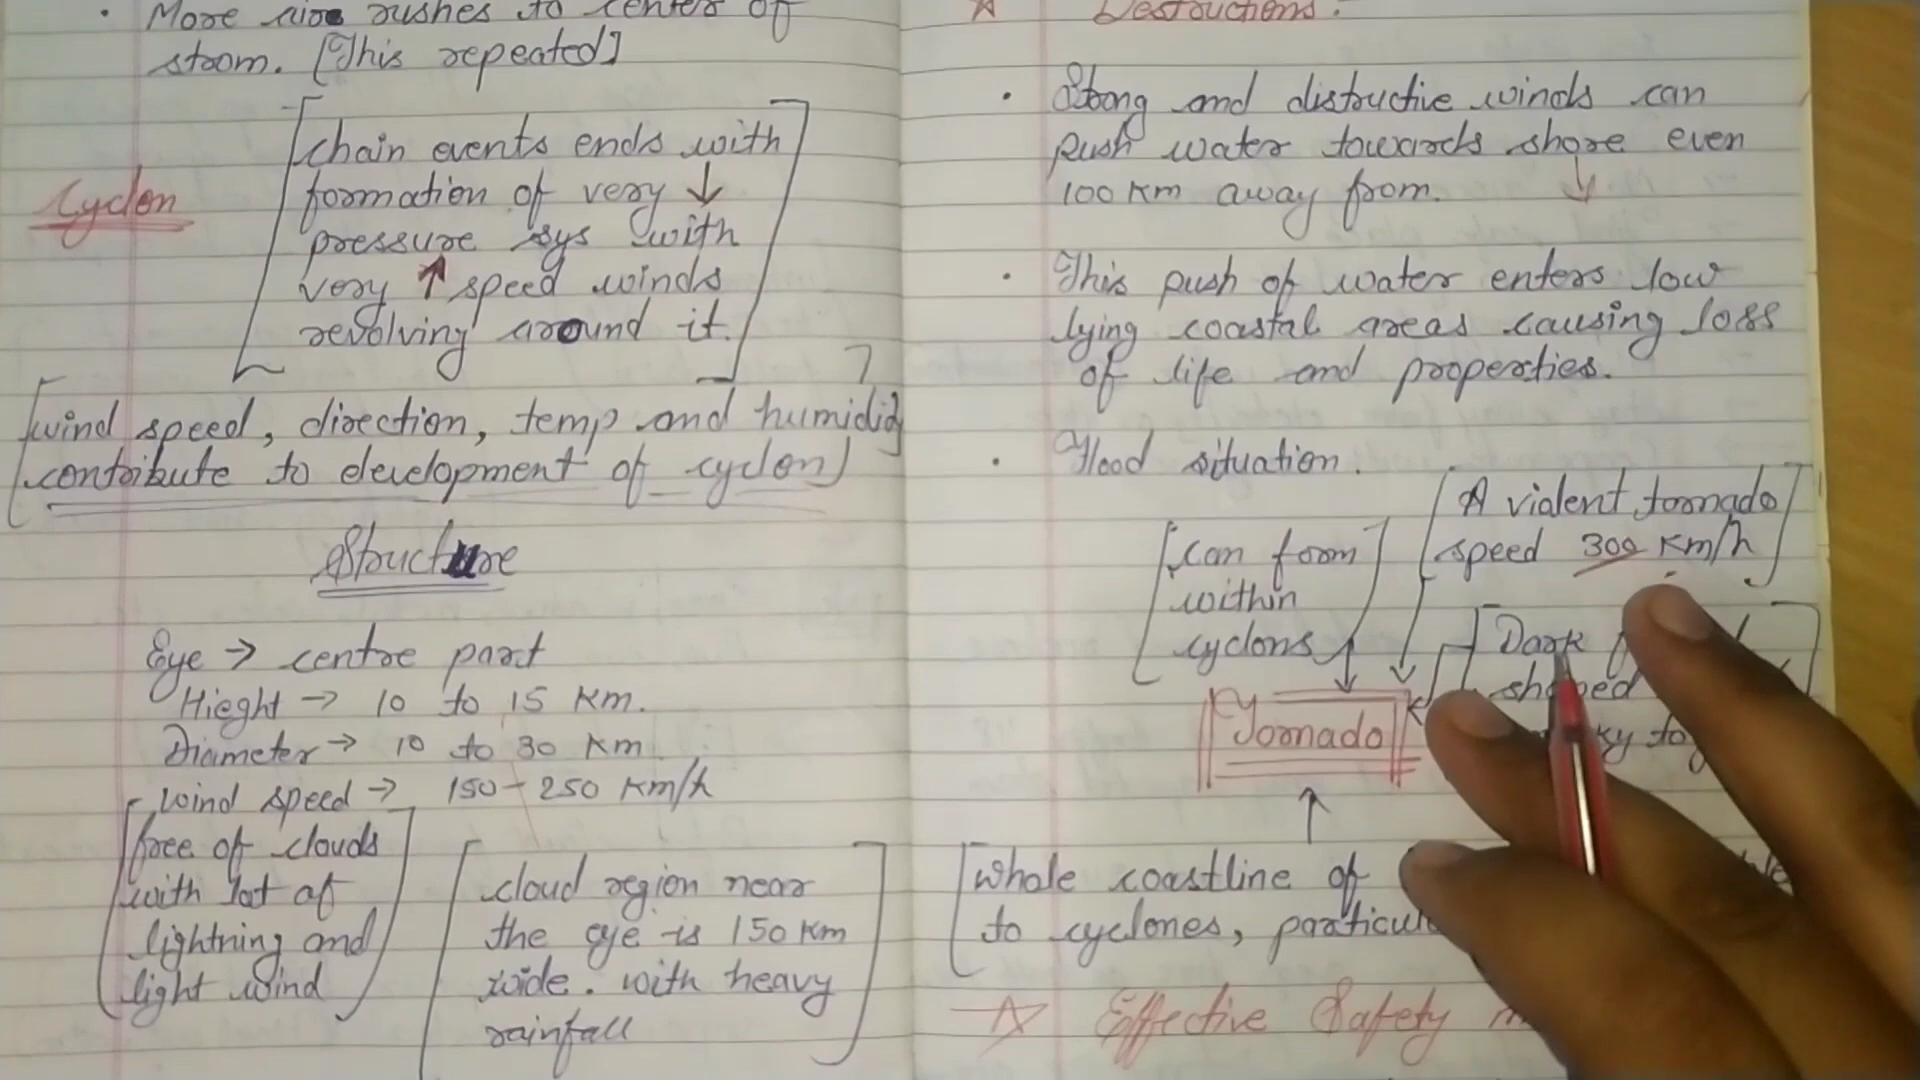 • More aire rushes to center of
stoom. [This repeated]
Cyclon
[chain events ends with
formation of very ↓
pressure sys with
very ↑ speed winds
revolving around it.]
[wind speed, direction, temp and humidity
contribute to development of cyclon]
Structure
Eye → centre part
Hieght → 10 to 15 Km.
Diameter → 10 to 30 Km
Wind speed → 150-250 Km/h
[free of clouds
with lot of
lightning and
light wind]
[cloud region near
the eye is 150 Km
wide. with heavy
rainfall]
☆ Destructions:
• Strong and distructive winds can
push water towards shore even
100 Km away from. ↓
• This push of water enters low
lying coastal areas causing loss
of life and properties.
• Flood situation.
[A violent tornado
speed 300 Km/h]
[Can form
within
cyclons]
[Dark
shaped
ky to
Tornado
[Whole coastline of
to cyclones,
☆ Effective Safety